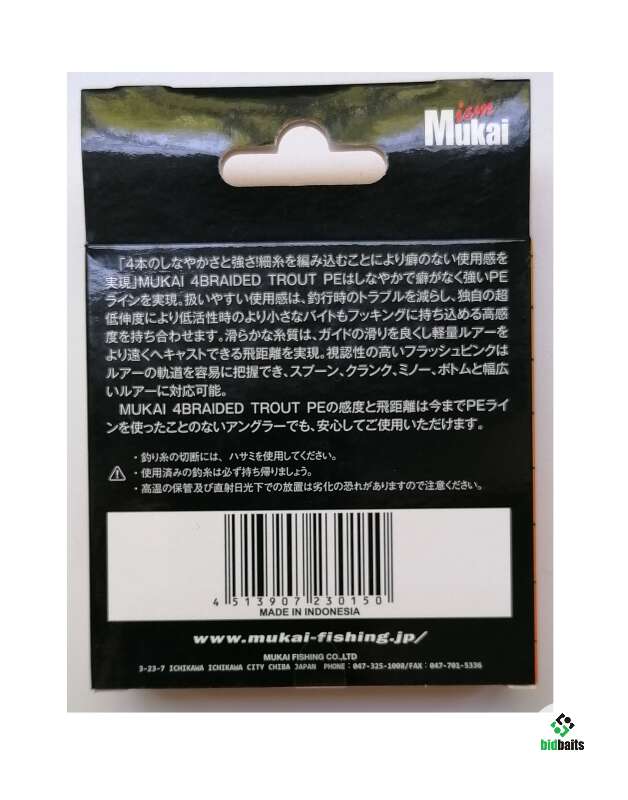 ism
Mukai
「4本のしなやかさと強さ!細糸を編み込むことにより癖のない使用感を
実現」MUKAI 4BRAIDED TROUT PEはしなやかで癖がなく強いPE
ラインを実現。扱いやすい使用感は、釣行時のトラブルを減らし、独自の超
低伸度により低活性時のより小さなバイトもフッキングに持ち込める高感
度を持ち合わせます。滑らかな糸質は、ガイドの滑りを良くし軽量ルアーを
より遠くへキャストできる飛距離を実現。視認性の高いフラッシュピンクは
ルアーの軌道を容易に把握でき、スプーン、クランク、ミノー、ボトムと幅広
いルアーに対応可能。
MUKAI 4BRAIDED TROUT PEの感度と飛距離は今までPEライ
ンを使ったことのないアングラーでも、安心してご使用いただけます。
・釣り糸の切断には、ハサミを使用してください。
・使用済みの釣糸は必ず持ち帰りましょう。
・高温の保管及び直射日光下での放置は劣化の恐れがありますので注意ください。
4 513907 230150
MADE IN INDONESIA
www.mukai-fishing.jp/
MUKAI FISHING CO.,LTD
3-23-7 ICHIKAWA ICHIKAWA CITY CHIBA JAPAN PHONE:047-325-1008/FAX:047-701-5336
bidbaits